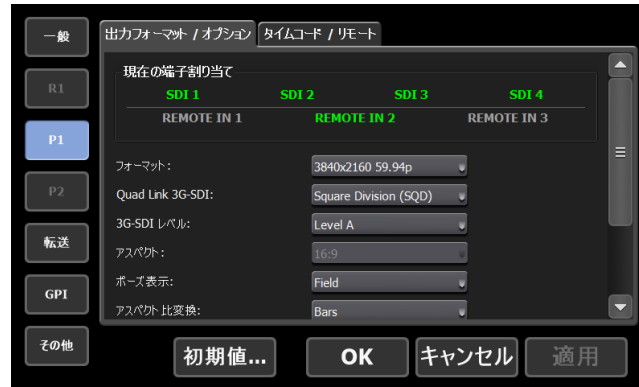 一般
R1
P1
P2
転送
GPI
その他
出力フォーマット / オプション
タイムコード / リモート
現在の端子割り当て
SDI 1 SDI 2 SDI 3 SDI 4
REMOTE IN 1 REMOTE IN 2 REMOTE IN 3
フォーマット: 3840x2160 59.94p
Quad Link 3G-SDI: Square Division (SQD)
3G-SDI レベル: Level A
アスペクト: 16:9
ポーズ表示: Field
アスペクト比変換: Bars
初期値... OK キャンセル 適用